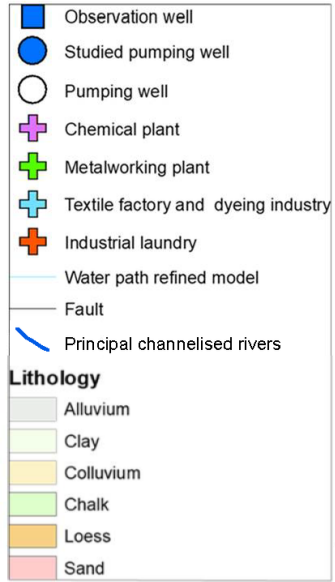 Observation well
Studied pumping well
Pumping well
Chemical plant
Metalworking plant
Textile factory and dyeing industry
Industrial laundry
Water path refined model
Fault
Principal channelised rivers
Lithology
Alluvium
Clay
Colluvium
Chalk
Loess
Sand